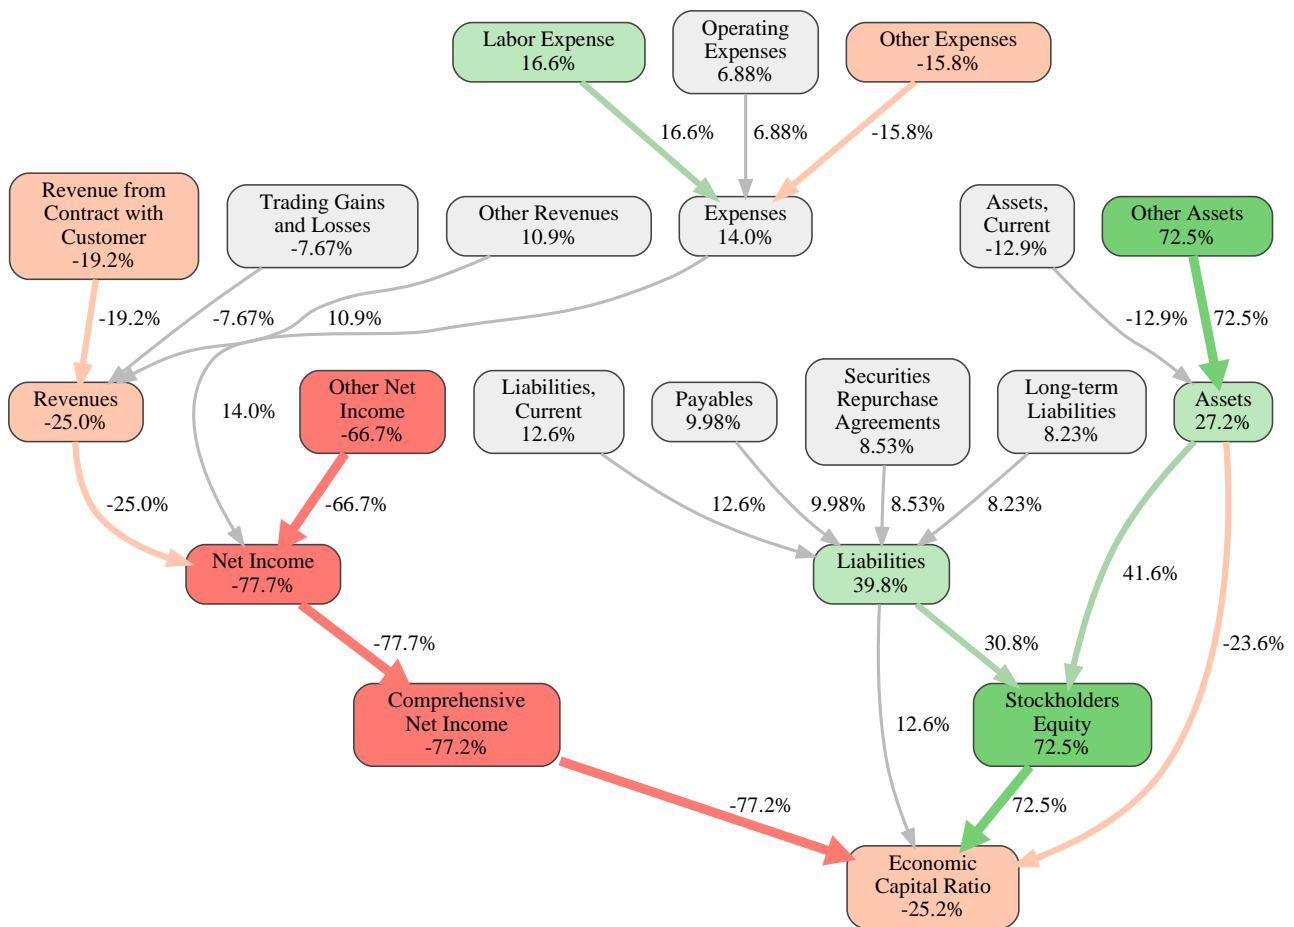 Labor Expense
16.6%
Operating
Expenses
6.88%
Other Expenses
-15.8%
16.6%
6.88%
-15.8%
Revenue from
Contract with
Customer
-19.2%
Trading Gains
and Losses
-7.67%
Other Revenues
10.9%
Expenses
14.0%
Assets,
Current
-12.9%
Other Assets
72.5%
-19.2%
-7.67%
10.9%
-12.9%
72.5%
Revenues
-25.0%
14.0%
Other Net
Income
-66.7%
Liabilities,
Current
12.6%
Payables
9.98%
Securities
Repurchase
Agreements
8.53%
Long-term
Liabilities
8.23%
Assets
27.2%
-25.0%
-66.7%
12.6%
9.98%
8.53%
8.23%
Net Income
-77.7%
Liabilities
39.8%
41.6%
-77.7%
30.8%
-23.6%
Comprehensive
Net Income
-77.2%
12.6%
Stockholders
Equity
72.5%
-77.2%
72.5%
Economic
Capital Ratio
-25.2%